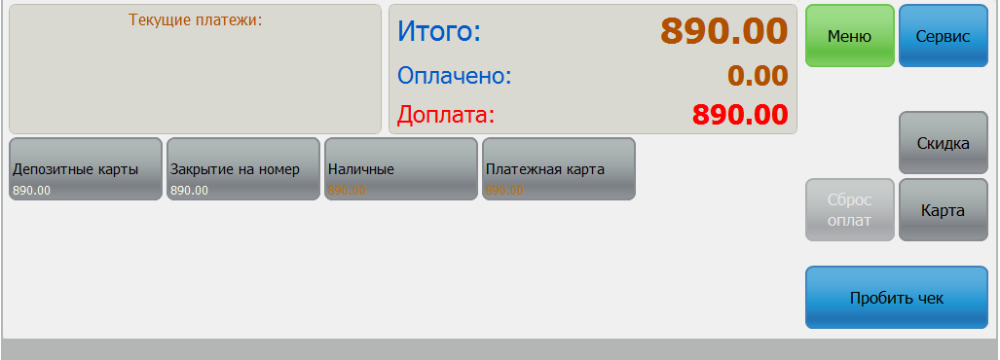 Текущие платежи:
Итого: 890.00
Оплачено: 0.00
Доплата: 890.00
Меню
Сервис
Скидка
Депозитные карты
890.00
Закрытие на номер
890.00
Наличные
890.00
Платежная карта
890.00
Сброс
оплат
Карта
Пробить чек